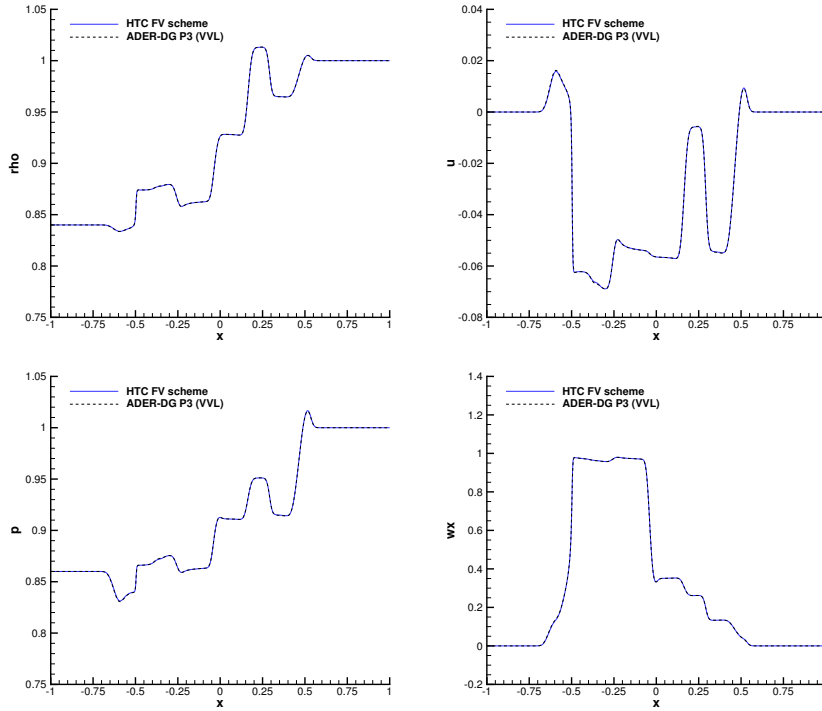 HTC FV scheme
ADER-DG P3 (VVL)
1.05
1
0.95
0.9
0.85
0.8
0.75
rho
-1 -0.75 -0.5 -0.25 0 0.25 0.5 0.75 1
x
HTC FV scheme
ADER-DG P3 (VVL)
0.04
0.02
0
-0.02
-0.04
-0.06
-0.08
u
-1 -0.75 -0.5 -0.25 0 0.25 0.5 0.75
x
HTC FV scheme
ADER-DG P3 (VVL)
1.05
1
0.95
0.9
0.85
0.8
0.75
p
-1 -0.75 -0.5 -0.25 0 0.25 0.5 0.75 1
x
HTC FV scheme
ADER-DG P3 (VVL)
1.4
1.2
1
0.8
0.6
0.4
0.2
0
-0.2
wx
-1 -0.75 -0.5 -0.25 0 0.25 0.5 0.75
x